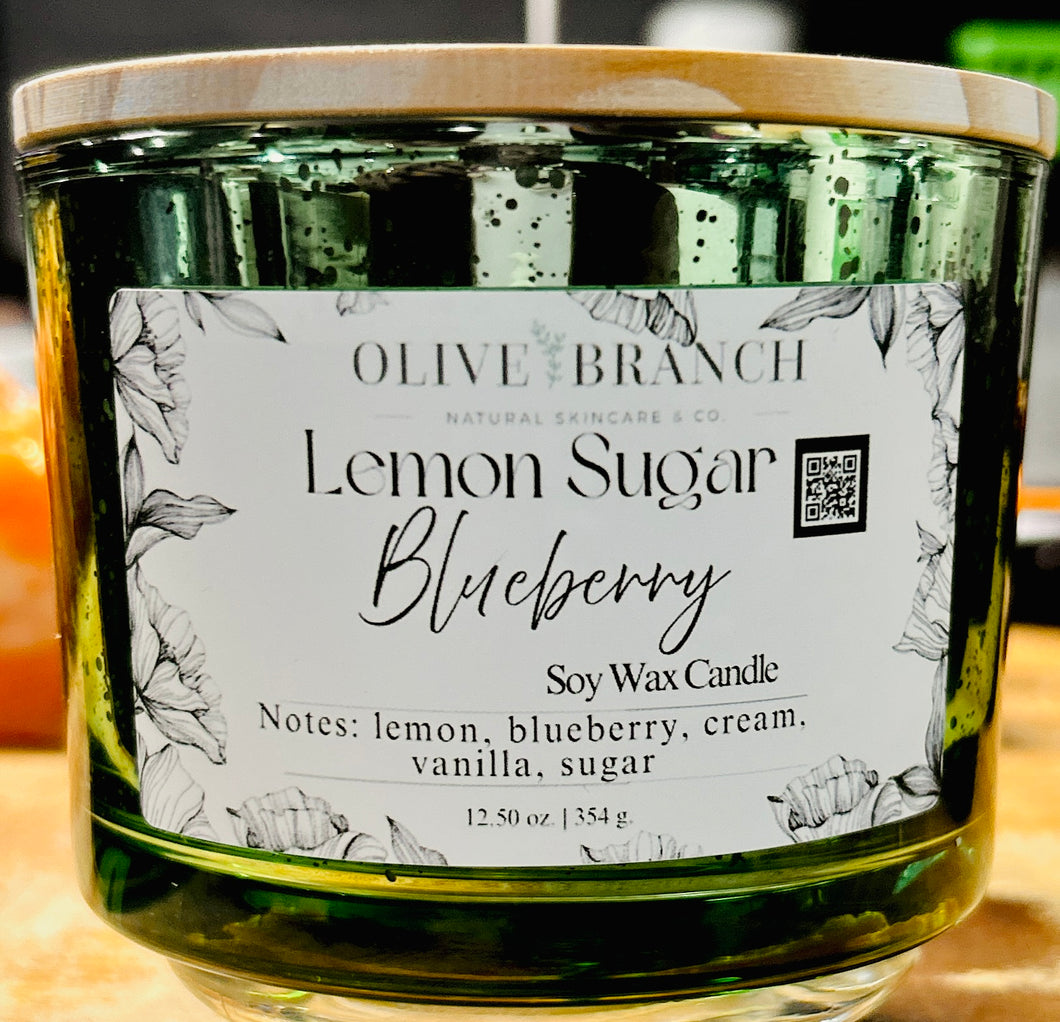 OLIVE BRANCH
NATURAL SKINCARE & CO.
Lemon Sugar
Blueberry
Soy Wax Candle
Notes: lemon, blueberry, cream,
vanilla, sugar
12.50 oz. | 354 g.